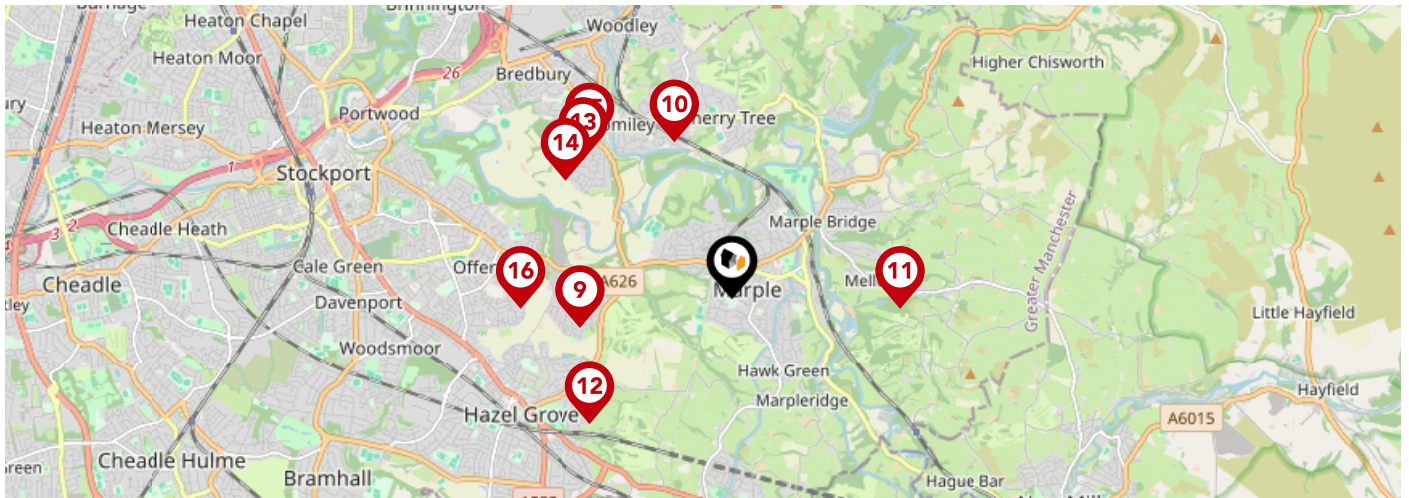 Heaton Chapel
Woodley
Heaton Moor
26
Bredbury
Higher Chisworth
Portwood
10
Heaton Mersey
13
14
1
Stockport
Marple Bridge
3
2
Cheadle Heath
Cale Green
16
9
A626
11
Cheadle
Davenport
Marple
Greater Manchester
Little Hayfield
Woodsmoor
Hawk Green
12
Hayfield
Marpleridge
Hazel Grove
A6015
Cheadle Hulme
Bramhall
Hague Bar